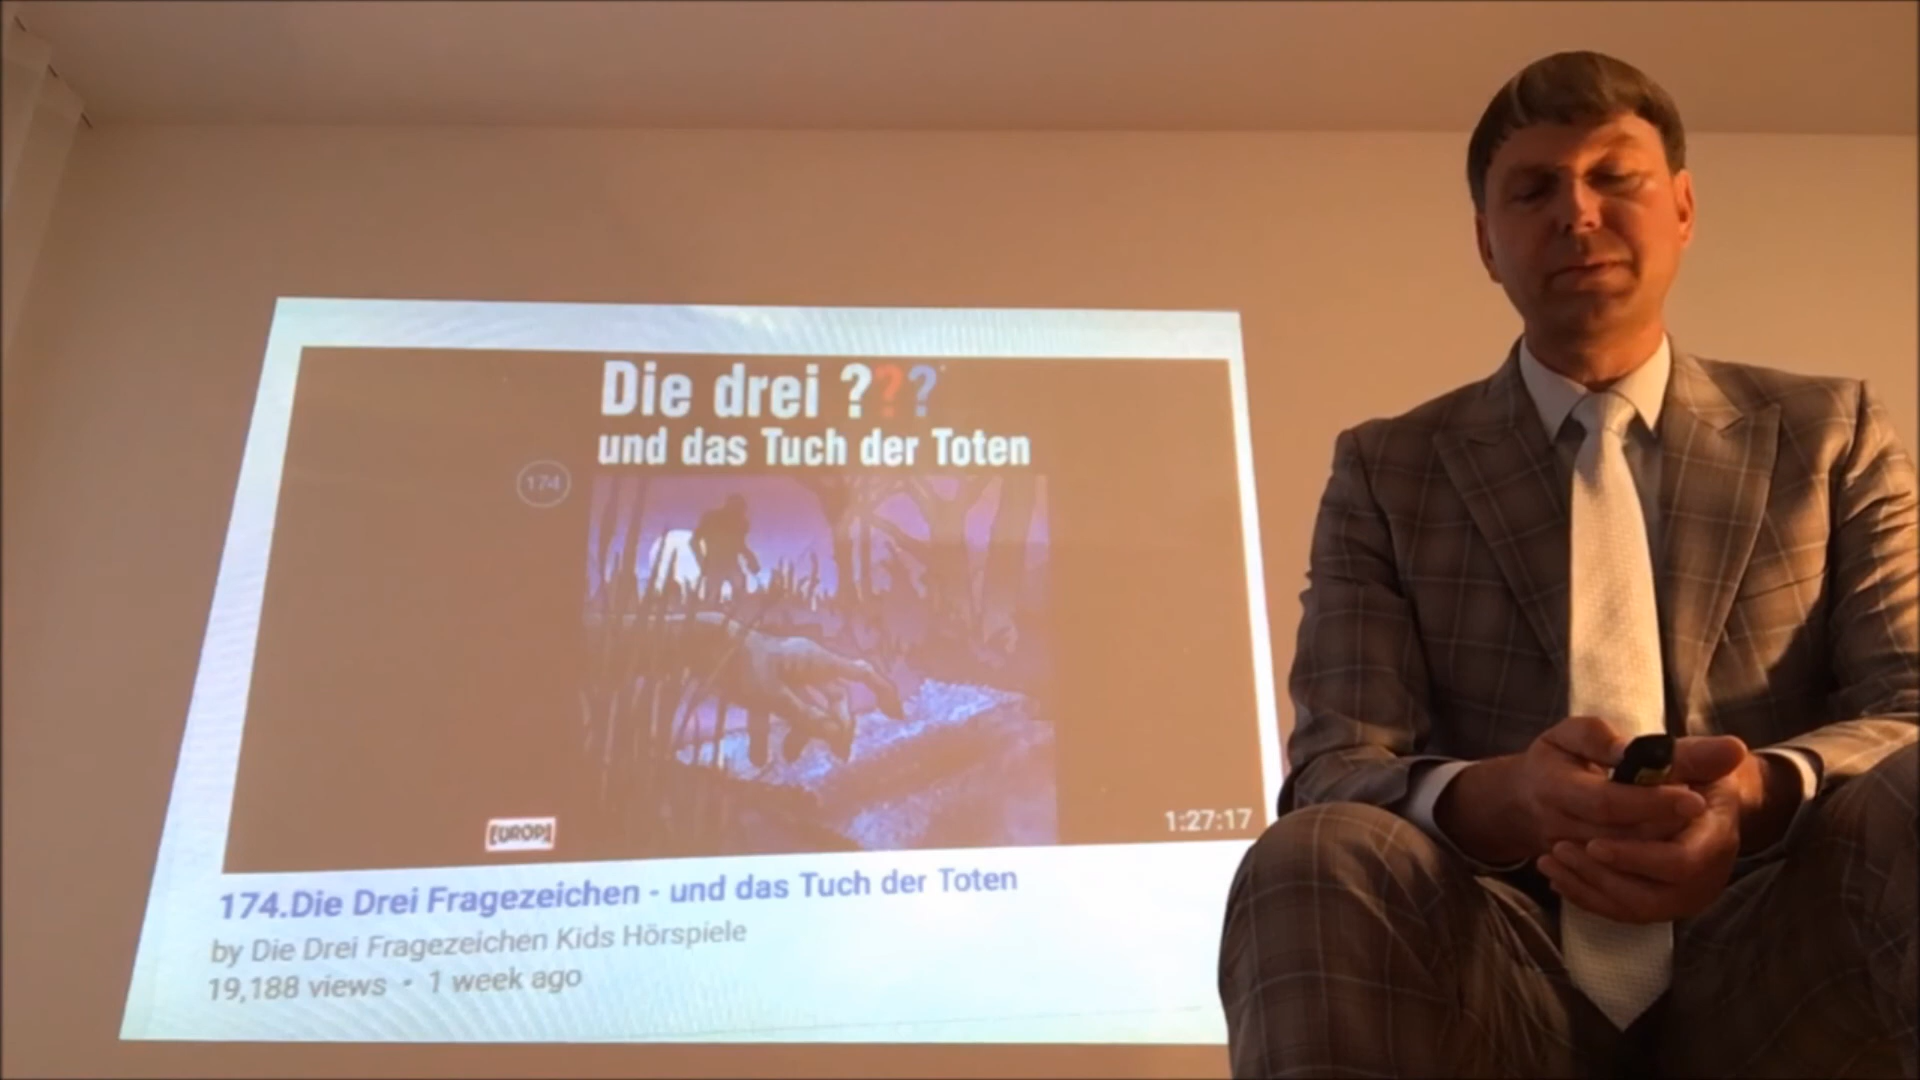 Die drei ???
und das Tuch der Toten
174
EUROPA
1:27:17
174.Die Drei Fragezeichen - und das Tuch der Toten
by Die Drei Fragezeichen Kids Hörspiele
19,188 views • 1 week ago